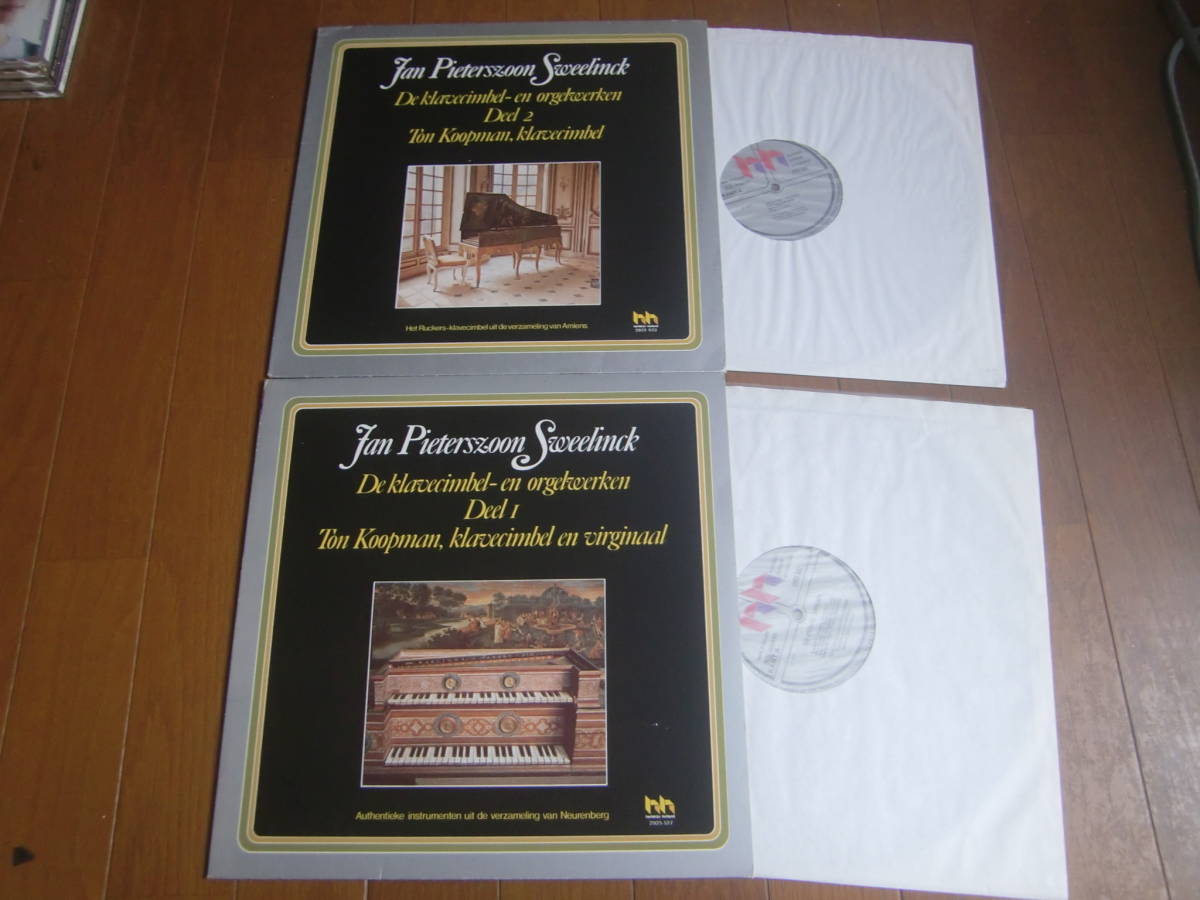 Jan Pieterszoon Sweelinck
De klavecimbel- en orgelwerken
Deel 2
Ton Koopman, klavecimbel
Het Ruckers-klavecimbel uit de verzameling van Amiens
Jan Pieterszoon Sweelinck
De klavecimbel- en orgelwerken
Deel 1
Ton Koopman, klavecimbel en virginaal
Authentieke instrumenten uit de verzameling van Neurenberg